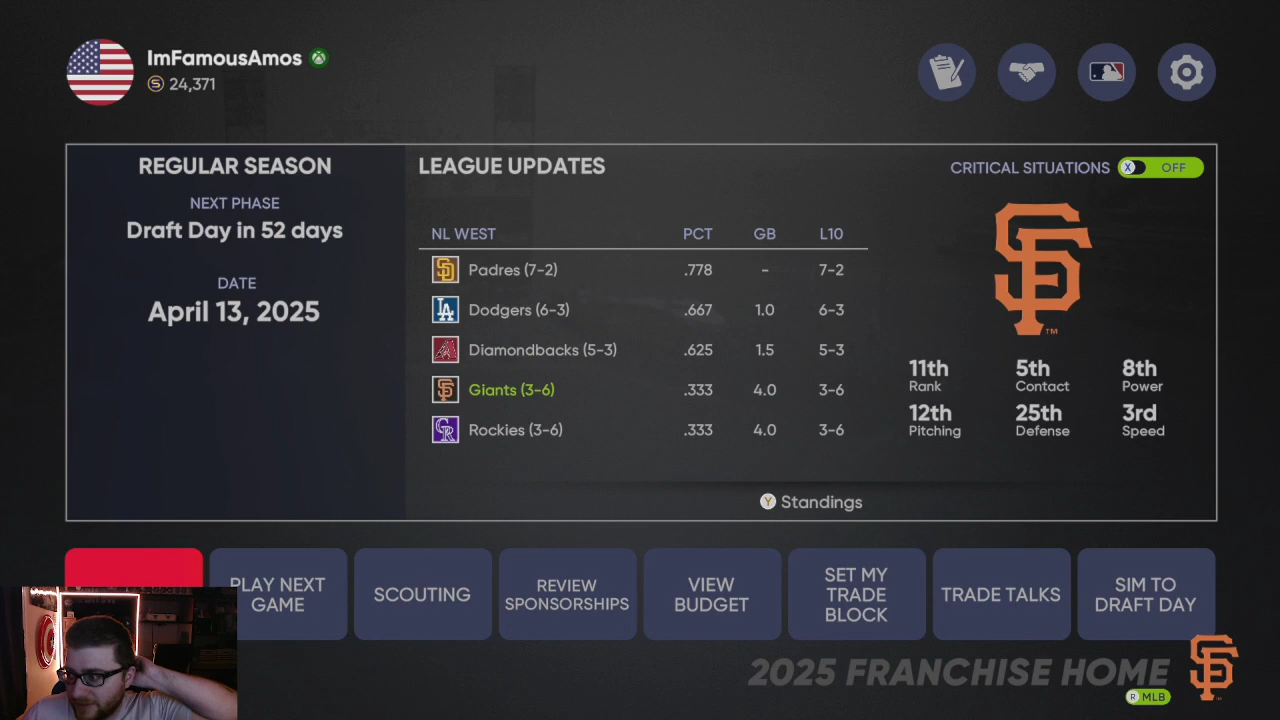 ImFamousAmos
S 24,371
REGULAR SEASON
NEXT PHASE
Draft Day in 52 days
DATE
April 13, 2025
LEAGUE UPDATES
CRITICAL SITUATIONS X OFF
NL WEST PCT GB L10
Padres (7-2) .778 - 7-2
Dodgers (6-3) .667 1.0 6-3
Diamondbacks (5-3) .625 1.5 5-3
Giants (3-6) .333 4.0 3-6
Rockies (3-6) .333 4.0 3-6
Y Standings
SF TM
11th 5th 8th
Rank Contact Power
12th 25th 3rd
Pitching Defense Speed
PLAY NEXT
GAME
SCOUTING
REVIEW
SPONSORSHIPS
VIEW
BUDGET
SET MY
TRADE
BLOCK
TRADE TALKS
SIM TO
DRAFT DAY
2025 FRANCHISE HOME
SF
R MLB